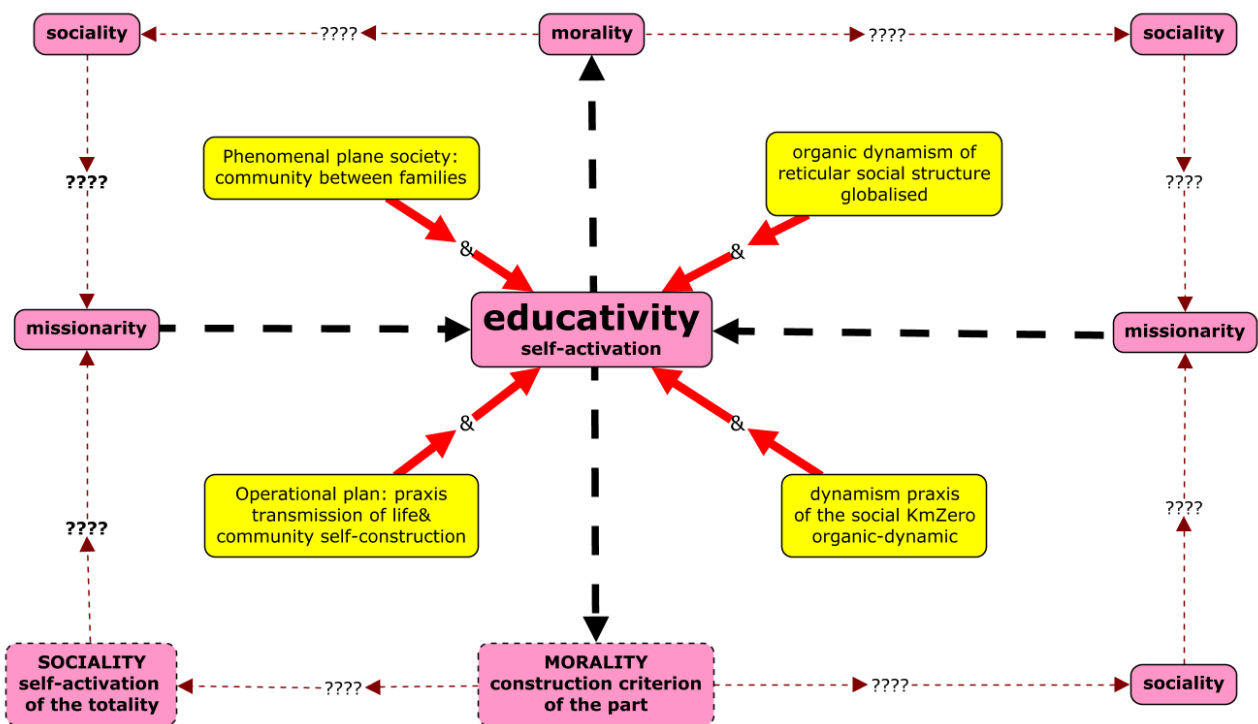 sociality
????
morality
????
sociality
Phenomenal plane society:
community between families
organic dynamism of
reticular social structure
globalised
????
????
&
&
missionarity
educativity
self-activation
missionarity
&
&
Operational plan: praxis
transmission of life&
community self-construction
dynamism praxis
of the social KmZero
organic-dynamic
????
????
SOCIALITY
self-activation
of the totality
????
MORALITY
construction criterion
of the part
????
sociality